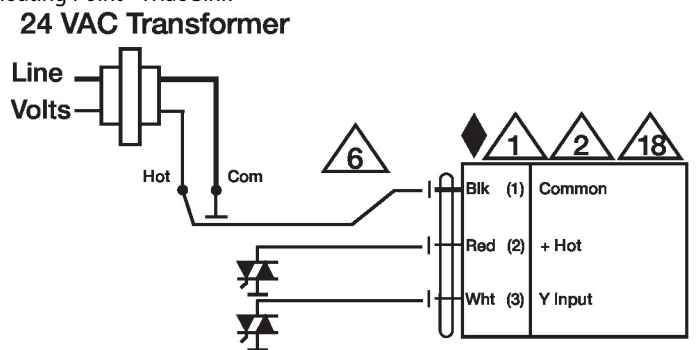 24 VAC Transformer
Line
Volts
Hot
Com
6
1
2
18
Blk (1) Common
Red (2) + Hot
Wht (3) Y Input